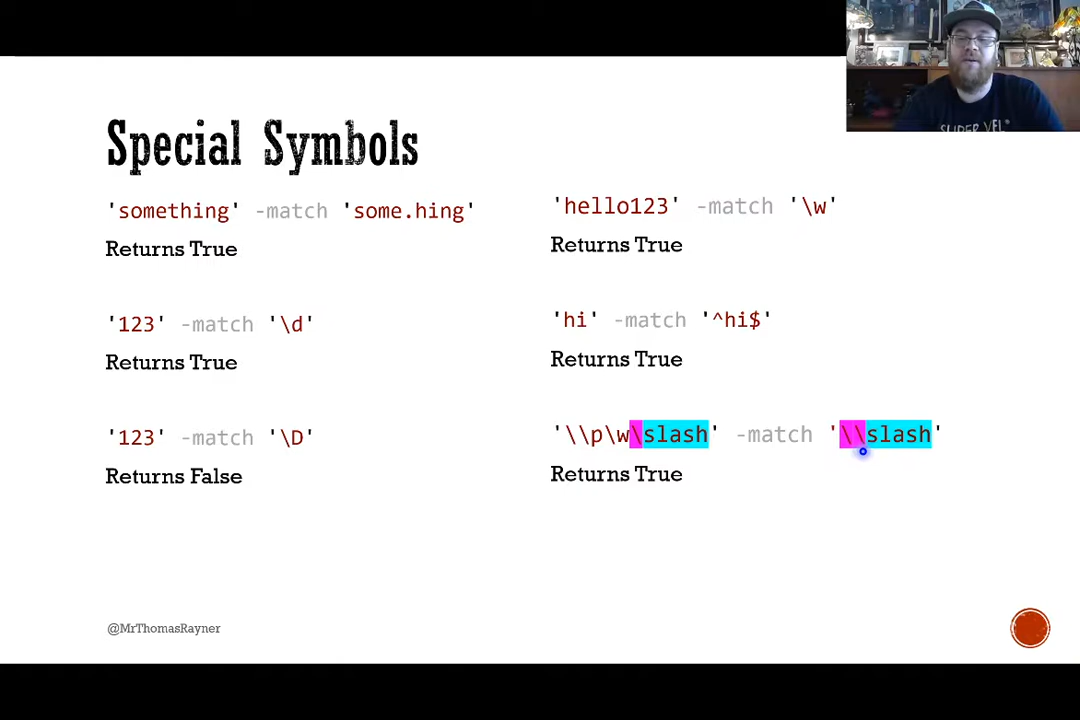 Special Symbols
'something' -match 'some.hing'
Returns True
'123' -match '\d'
Returns True
'123' -match '\D'
Returns False
'hello123' -match '\w'
Returns True
'hi' -match '^hi$'
Returns True
'\\p\w\slash' -match '\\slash'
Returns True
@MrThomasRayner